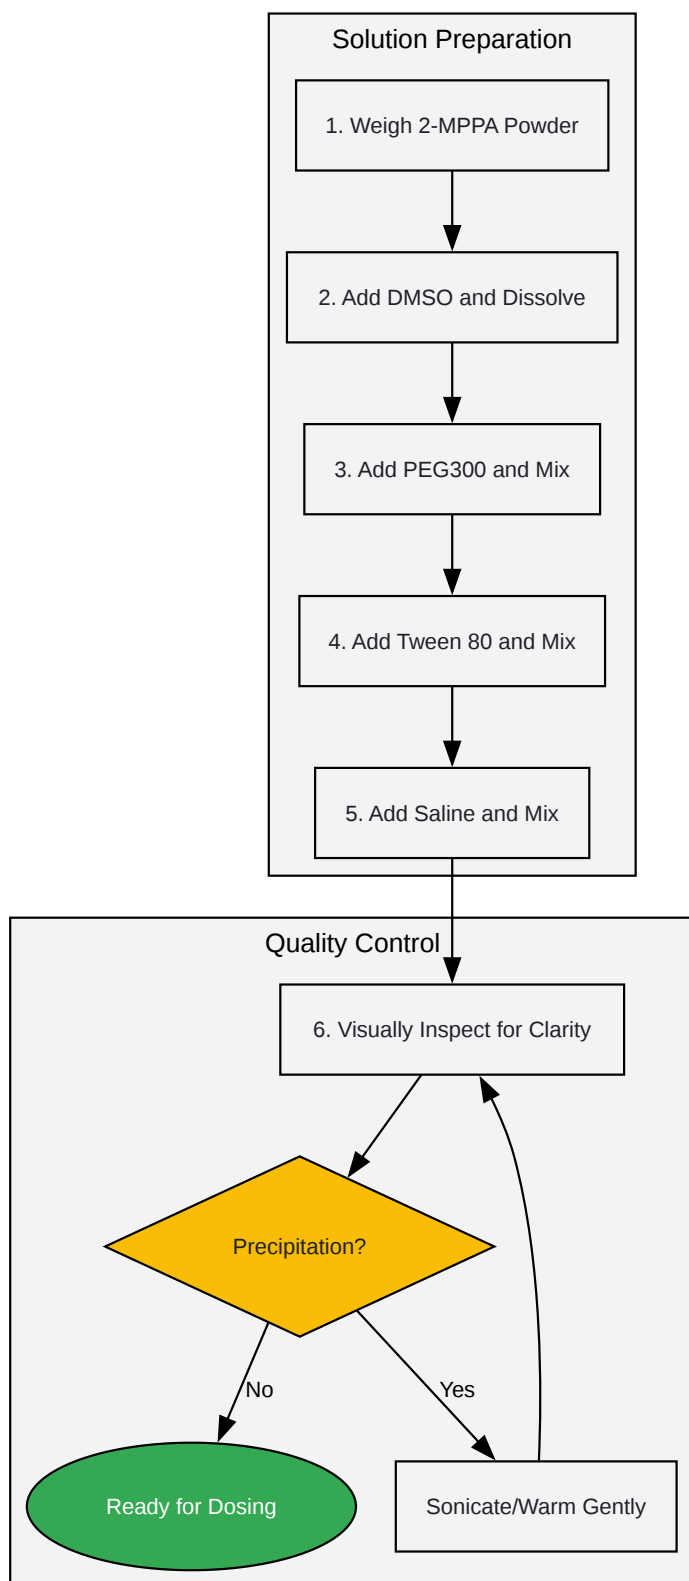 Solution Preparation
1. Weigh 2-MPPA Powder
2. Add DMSO and Dissolve
3. Add PEG300 and Mix
4. Add Tween 80 and Mix
5. Add Saline and Mix
Quality Control
6. Visually Inspect for Clarity
Precipitation?
No
Yes
Ready for Dosing
Sonicate/Warm Gently